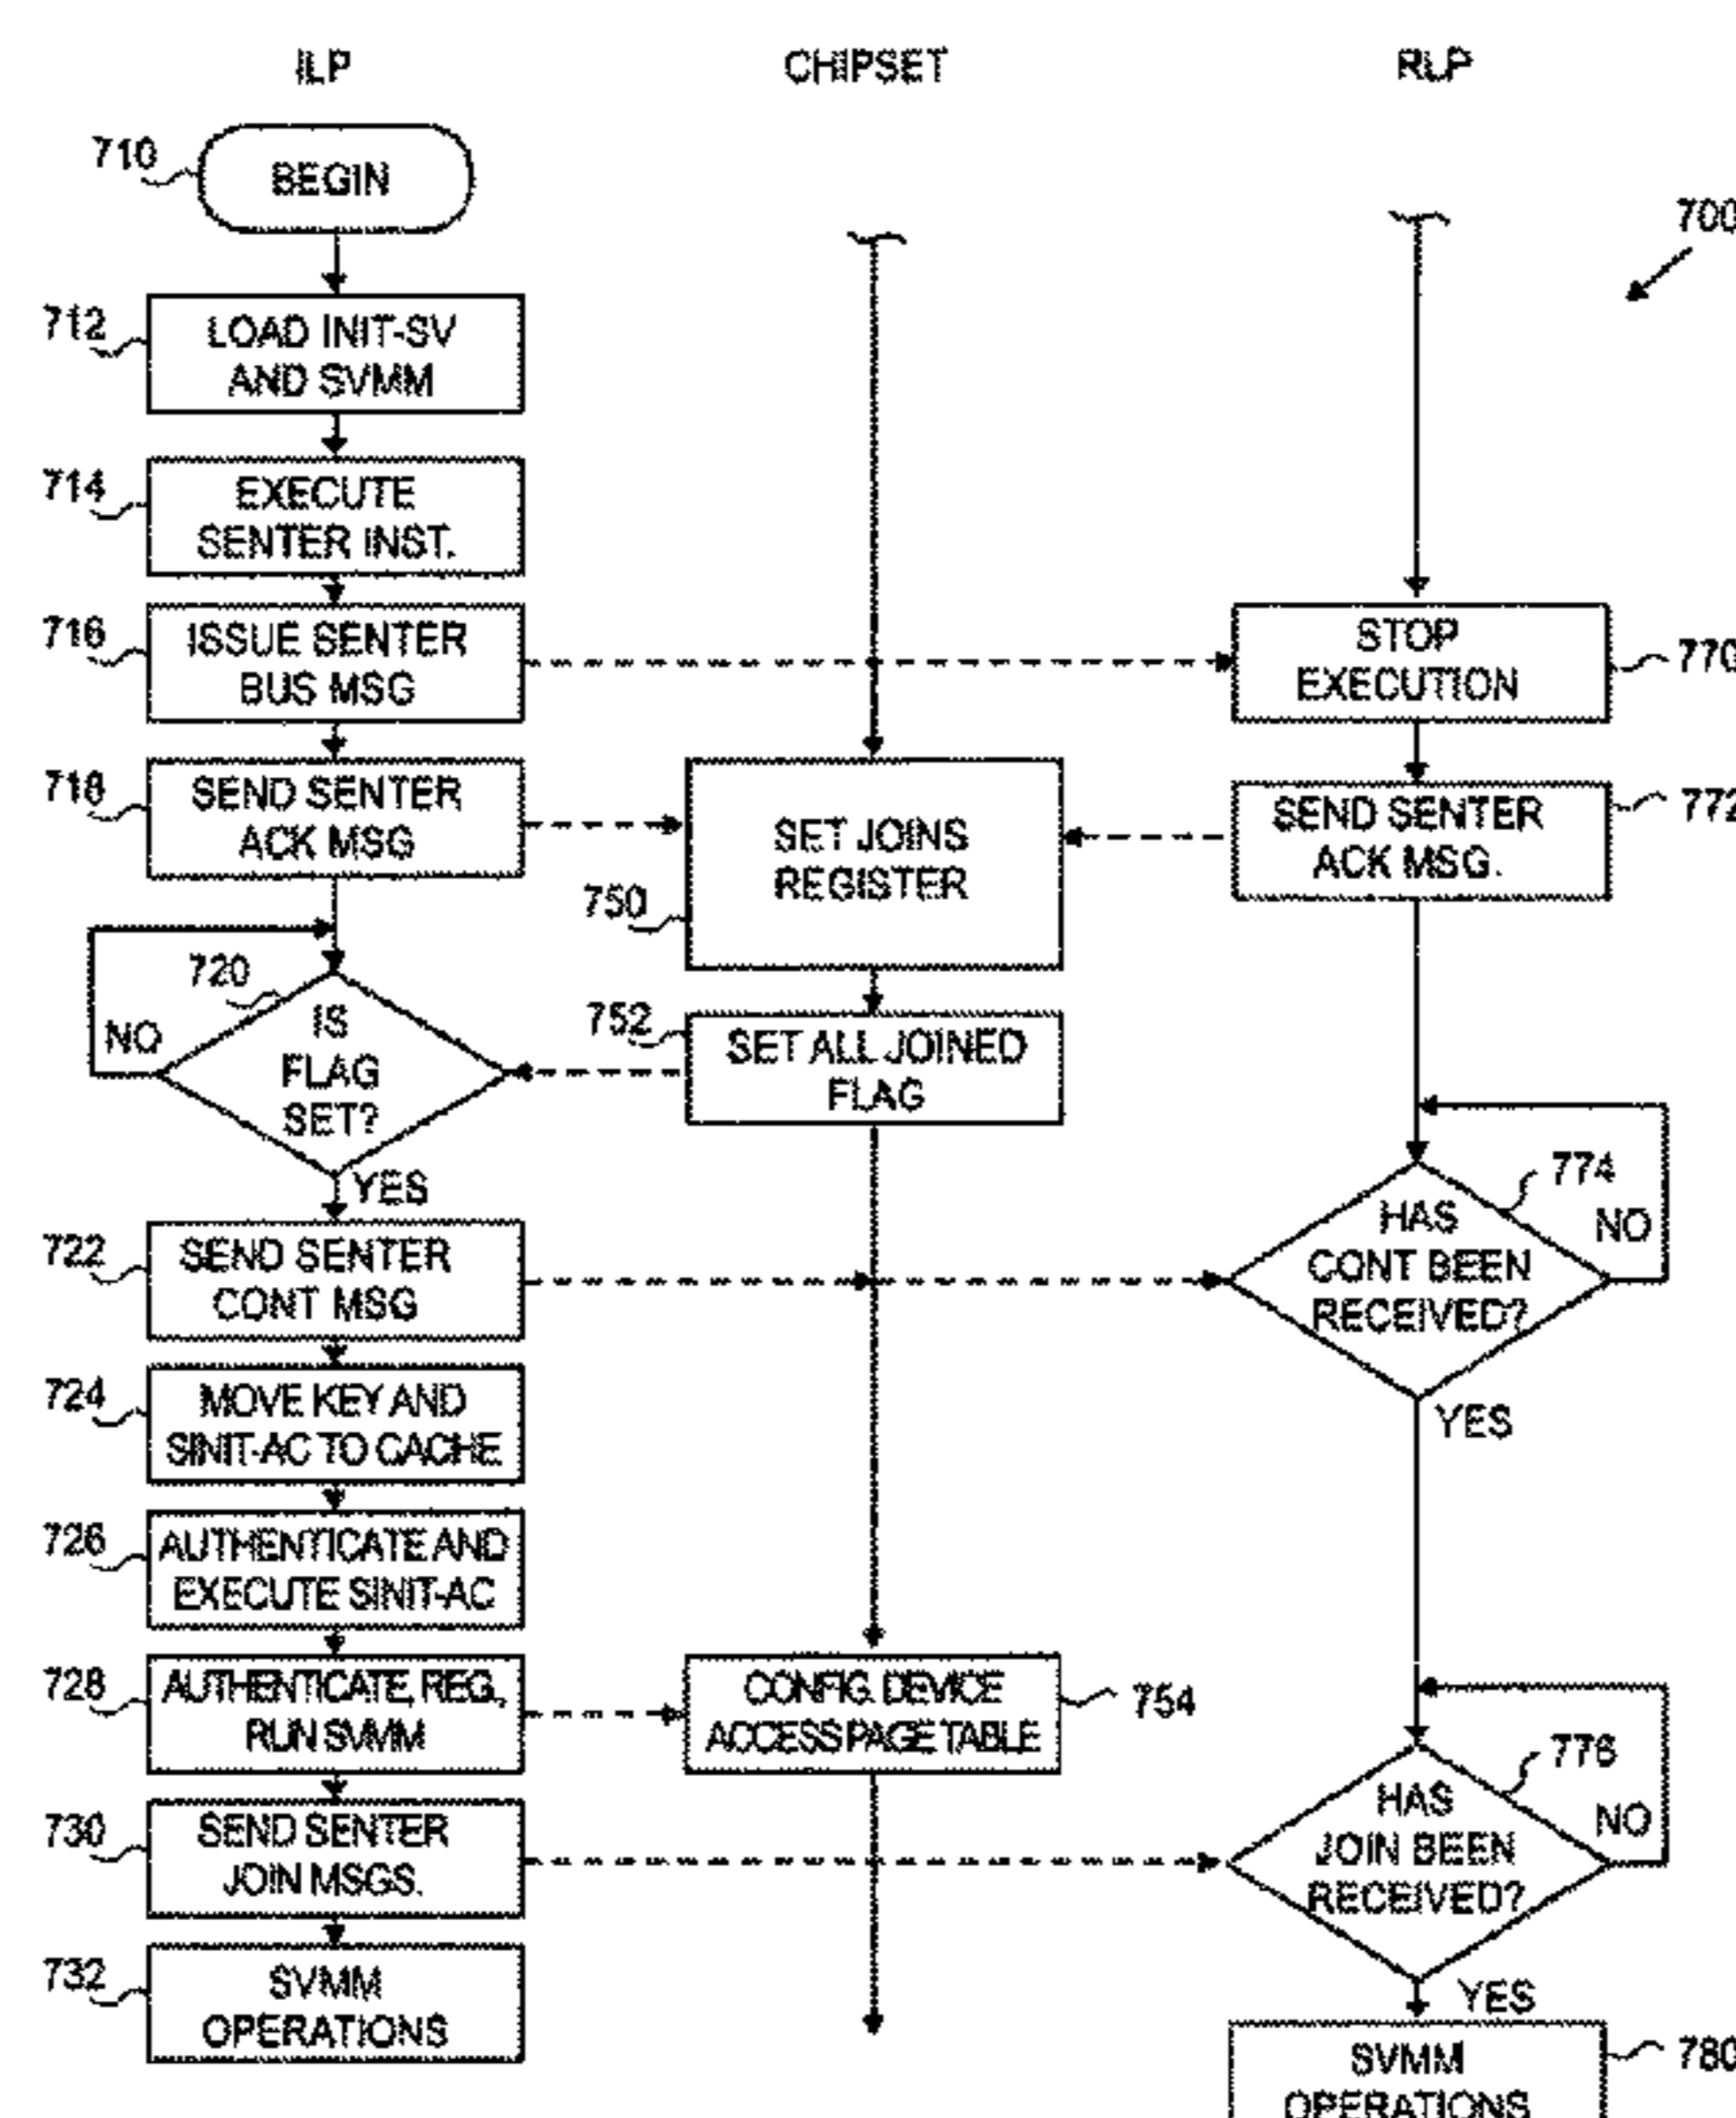 ILP
CHIPSET
RLP
710
BEGIN
700
712
LOAD INIT-SV
AND SVMM
714
EXECUTE
SENTER INST.
716
ISSUE SENTER
BUS MSG
STOP
EXECUTION
770
718
SEND SENTER
ACK MSG
SET JOINS
REGISTER
750
SEND SENTER
ACK MSG.
772
720
NO
IS
FLAG
SET?
YES
752
SET ALL JOINED
FLAG
774
HAS
CONT BEEN
RECEIVED?
NO
YES
722
SEND SENTER
CONT MSG
724
MOVE KEY AND
SINIT-AC TO CACHE
726
AUTHENTICATE AND
EXECUTE SINIT-AC
728
AUTHENTICATE, REG.,
RUN SVMM
CONFIG. DEVICE
ACCESS PAGE TABLE
754
776
HAS
JOIN BEEN
RECEIVED?
NO
YES
730
SEND SENTER
JOIN MSGS.
732
SVMM
OPERATIONS
SVMM
OPERATIONS
780